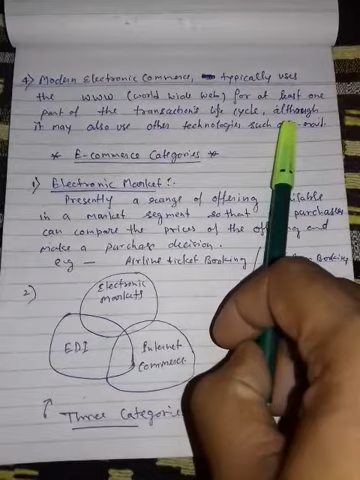 4) Modern Electronic Commerce, typically uses
the WWW (World Wide Web) for at least one
part of the transaction's life cycle, although
it may also use other technologies such
* E-commerce Categories *
1) Electronic Market :-
Presently a range of offering
in a market segment so that purchaser
can compare the prices of the offering and
make a purchase decision.
e.g - Airline ticket Booking /
2)
Electronic
Markets
EDI
Internet
Commerce
Three